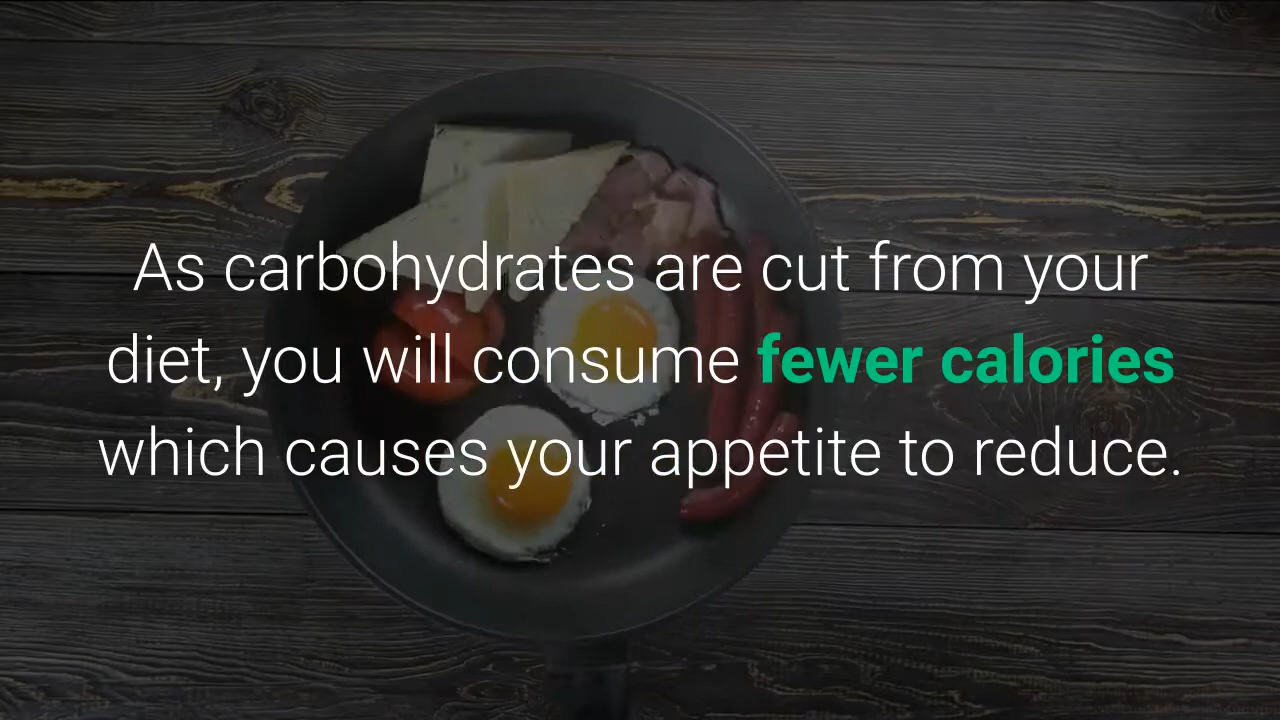 As carbohydrates are cut from your
diet, you will consume fewer calories
which causes your appetite to reduce.